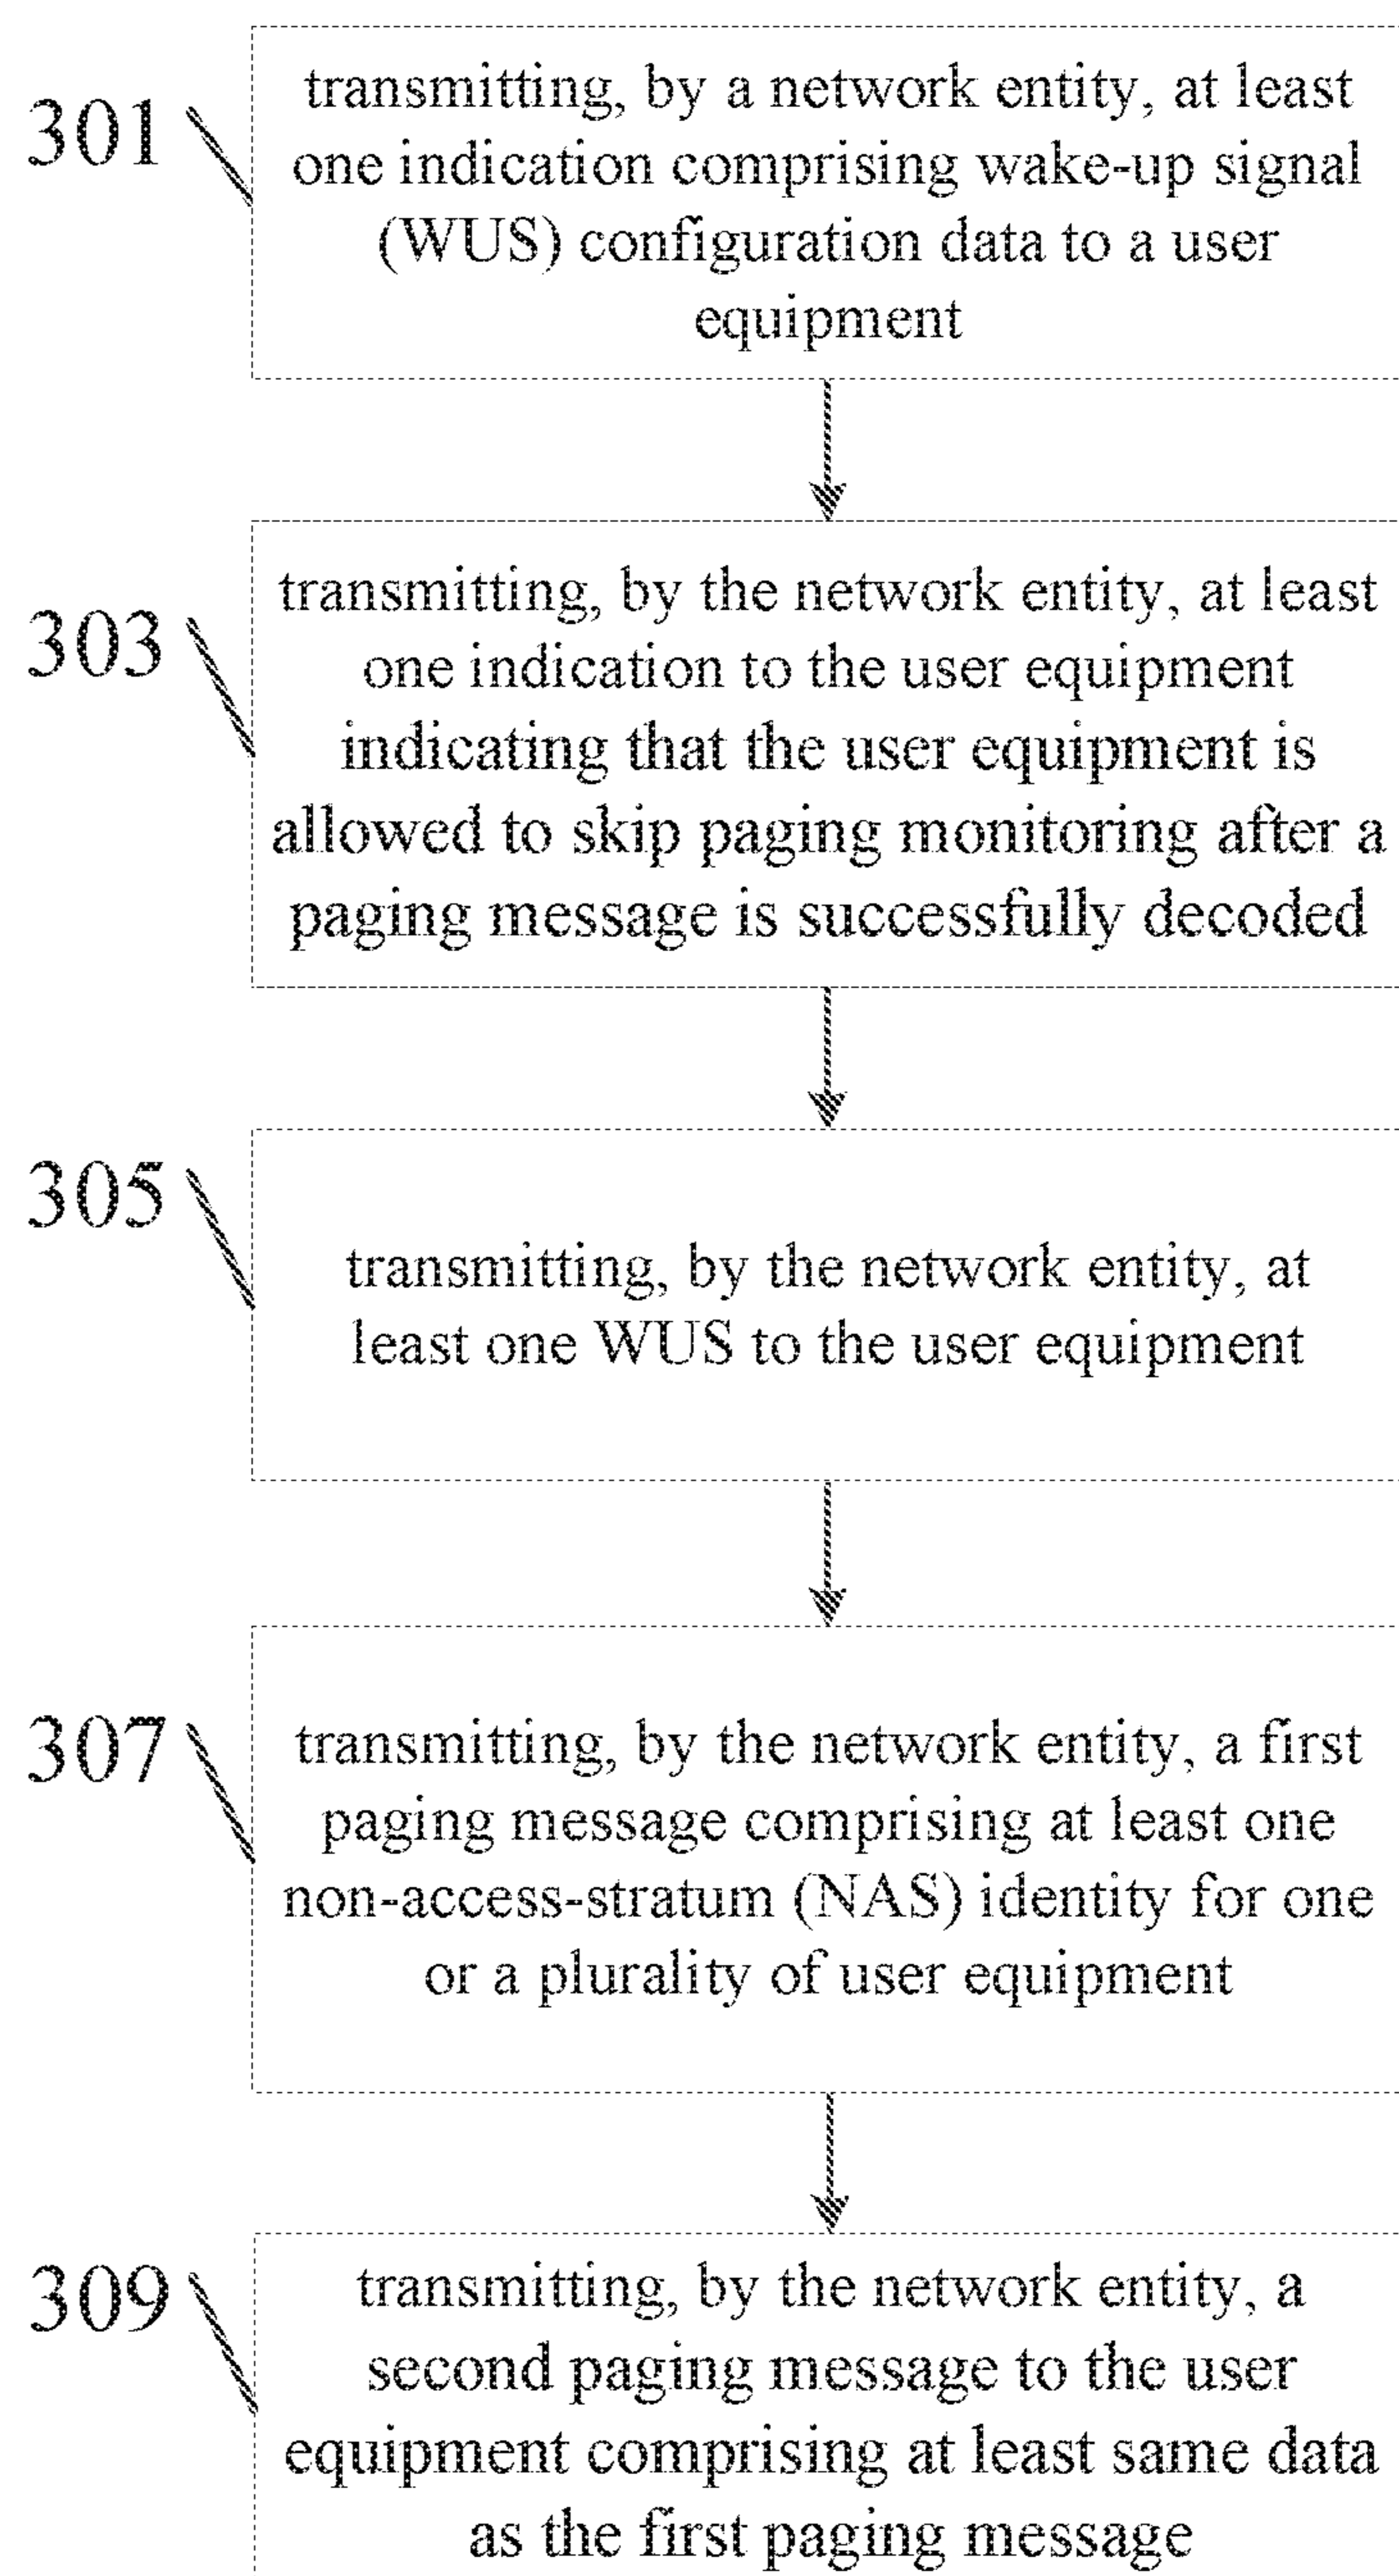 301
transmitting, by a network entity, at least
one indication comprising wake-up signal
(WUS) configuration data to a user
equipment
303
transmitting, by the network entity, at least
one indication to the user equipment
indicating that the user equipment is
allowed to skip paging monitoring after a
paging message is successfully decoded
305
transmitting, by the network entity, at
least one WUS to the user equipment
307
transmitting, by the network entity, a first
paging message comprising at least one
non-access-stratum (NAS) identity for one
or a plurality of user equipment
309
transmitting, by the network entity, a
second paging message to the user
equipment comprising at least same data
as the first paging message